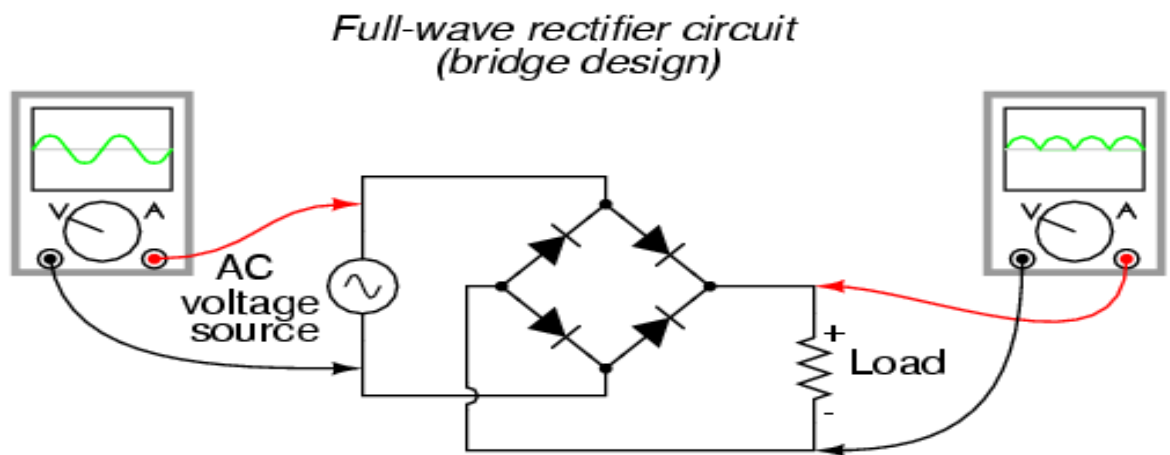 Full-wave rectifier circuit
(bridge design)
V A
AC
voltage
source
V A
+
Load
-